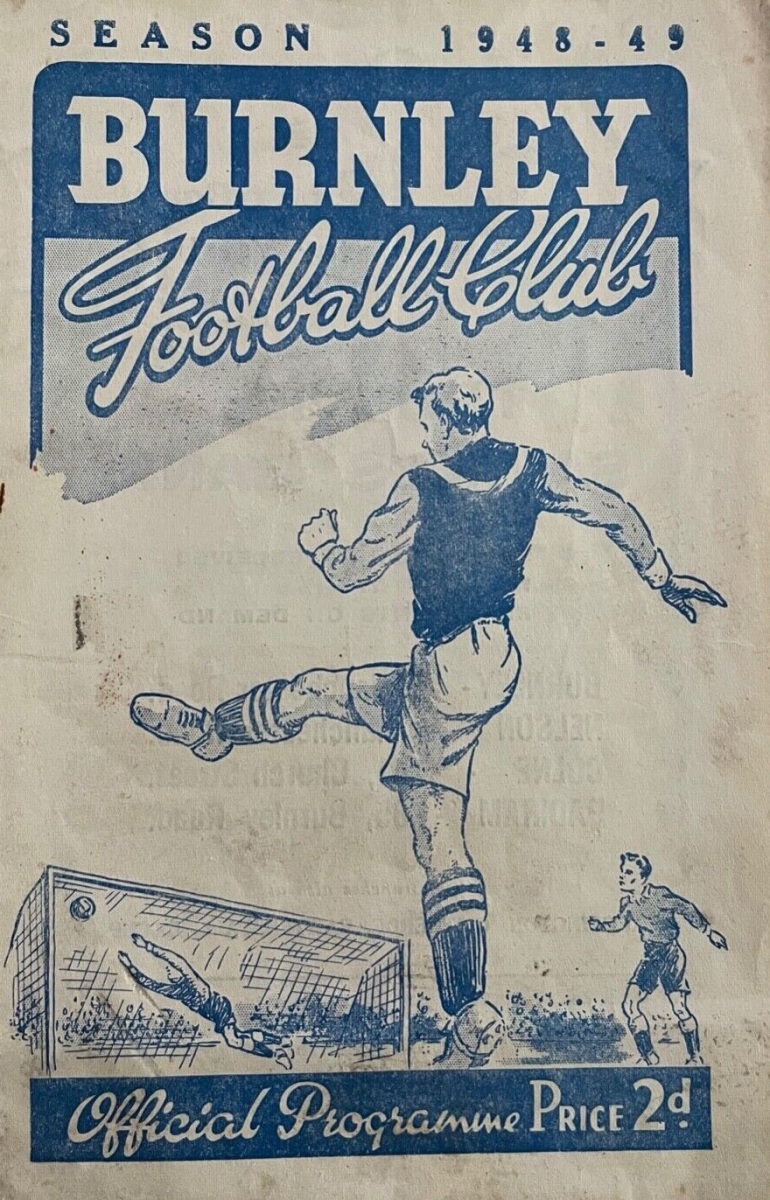 SEASON 1948-49
BURNLEY
Football Club
Official Programme PRICE 2d.